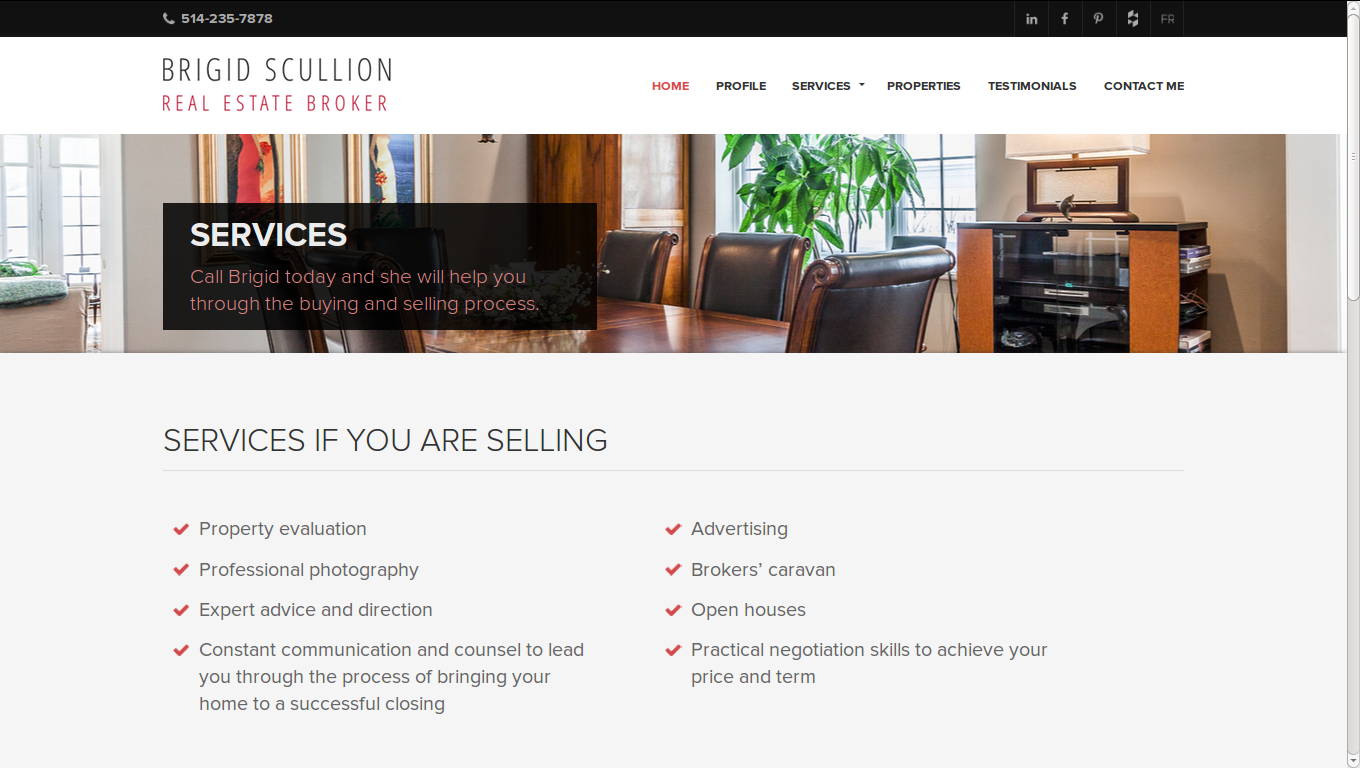 514-235-7878
FR
BRIGID SCULLION
REAL ESTATE BROKER
HOME PROFILE SERVICES PROPERTIES TESTIMONIALS CONTACT ME
SERVICES
Call Brigid today and she will help you
through the buying and selling process.
SERVICES IF YOU ARE SELLING
Property evaluation
Professional photography
Expert advice and direction
Constant communication and counsel to lead
you through the process of bringing your
home to a successful closing
Advertising
Brokers’ caravan
Open houses
Practical negotiation skills to achieve your
price and term